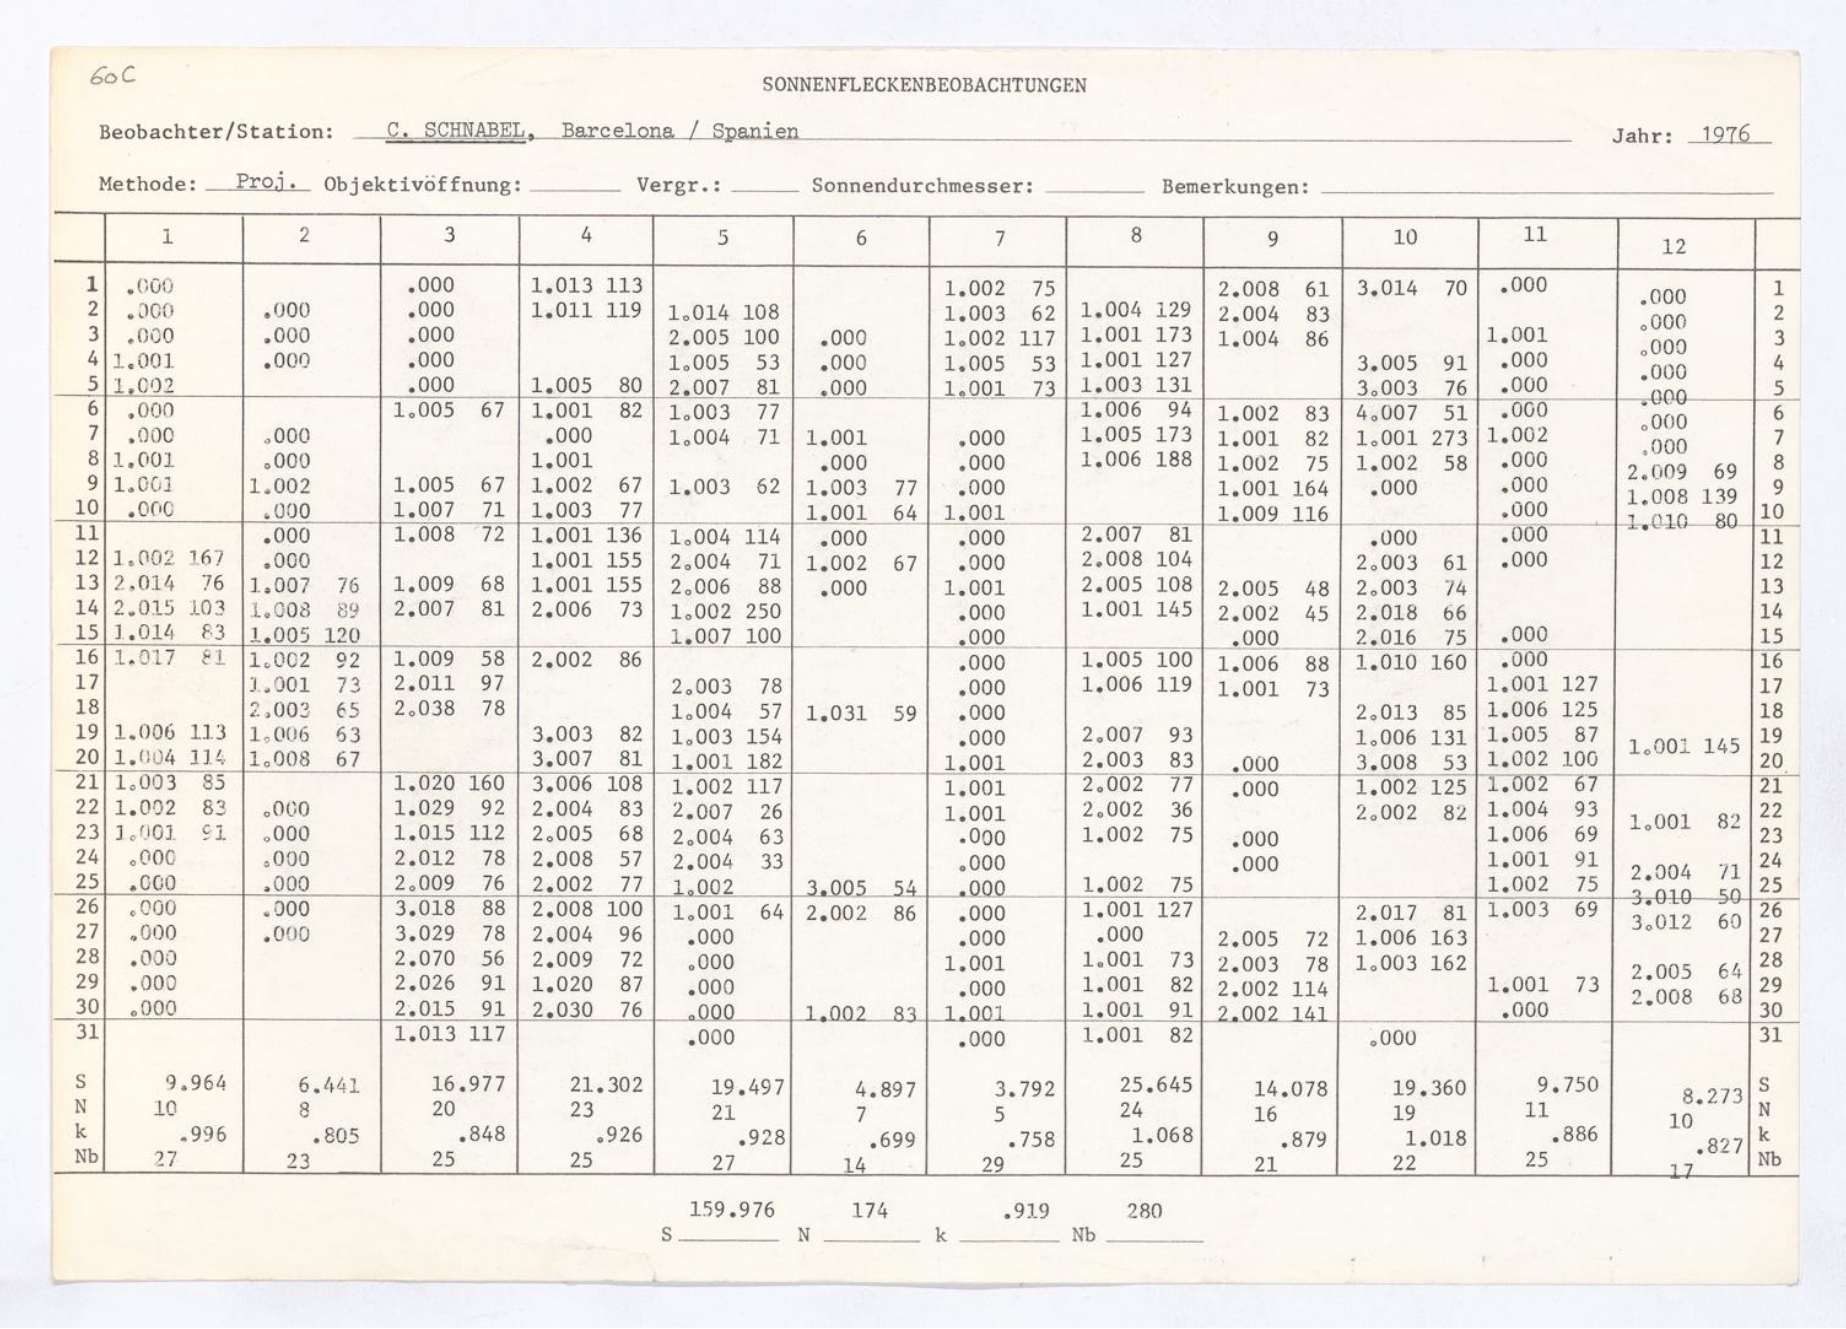 60C
SONNENFLECKENBEOBACHTUNGEN
Beobachter/Station: C. SCHNABEL, Barcelona / Spanien Jahr: 1976
Methode: Proj. Objektivöffnung: Vergr.: Sonnendurchmesser: Bemerkungen:
1 2 3 4 5 6 7 8 9 10 11 12
1 .000 .000 1.013 113 1.002 75 2.008 61 3.014 70 .000 .000 1
2 .000 .000 .000 1.011 119 1.014 108 1.003 62 1.004 129 2.004 83 .000 2
3 .000 .000 .000 2.005 100 .000 1.002 117 1.001 173 1.004 86 1.001 .000 3
4 1.001 .000 .000 1.005 53 .000 1.005 53 1.001 127 3.005 91 .000 .000 4
5 1.002 .000 1.005 80 2.007 81 .000 1.001 73 1.003 131 3.003 76 .000 .000 5
6 .000 1.005 67 1.001 82 1.003 77 1.006 94 1.002 83 4.007 51 .000 .000 6
7 .000 .000 .000 1.004 71 1.001 .000 1.005 173 1.001 82 1.001 273 1.002 .000 7
8 1.001 .000 1.001 .000 .000 1.006 188 1.002 75 1.002 58 .000 2.009 69 8
9 1.001 1.002 1.005 67 1.002 67 1.003 62 1.003 77 .000 1.001 164 .000 .000 1.008 139 9
10 .000 .000 1.007 71 1.003 77 1.001 64 1.001 1.009 116 .000 1.010 80 10
11 .000 1.008 72 1.001 136 1.004 114 .000 .000 2.007 81 .000 .000 11
12 1.002 167 .000 1.001 155 2.004 71 1.002 67 .000 2.008 104 2.003 61 .000 12
13 2.014 76 1.007 76 1.009 68 1.001 155 2.006 88 .000 1.001 2.005 108 2.005 48 2.003 74 13
14 2.015 103 1.008 89 2.007 81 2.006 73 1.002 250 .000 1.001 145 2.002 45 2.018 66 14
15 1.014 83 1.005 120 1.007 100 .000 .000 2.016 75 .000 15
16 1.017 81 1.002 92 1.009 58 2.002 86 .000 1.005 100 1.006 88 1.010 160 .000 16
17 1.001 73 2.011 97 2.003 78 .000 1.006 119 1.001 73 1.001 127 17
18 2.003 65 2.038 78 1.004 57 1.031 59 .000 2.013 85 1.006 125 18
19 1.006 113 1.006 63 3.003 82 1.003 154 .000 2.007 93 1.006 131 1.005 87 1.001 145 19
20 1.004 114 1.008 67 3.007 81 1.001 182 1.001 2.003 83 .000 3.008 53 1.002 100 20
21 1.003 85 1.020 160 3.006 108 1.002 117 1.001 2.002 77 .000 1.002 125 1.002 67 21
22 1.002 83 .000 1.029 92 2.004 83 2.007 26 1.001 2.002 36 2.002 82 1.004 93 1.001 82 22
23 1.001 91 .000 1.015 112 2.005 68 2.004 63 .000 1.002 75 .000 1.006 69 23
24 .000 .000 2.012 78 2.008 57 2.004 33 .000 .000 1.001 91 2.004 71 24
25 .000 .000 2.009 76 2.002 77 1.002 3.005 54 .000 1.002 75 1.002 75 3.010 50 25
26 .000 .000 3.018 88 2.008 100 1.001 64 2.002 86 .000 1.001 127 2.017 81 1.003 69 3.012 60 26
27 .000 .000 3.029 78 2.004 96 .000 .000 .000 2.005 72 1.006 163 27
28 .000 2.070 56 2.009 72 .000 1.001 1.001 73 2.003 78 1.003 162 2.005 64 28
29 .000 2.026 91 1.020 87 .000 .000 1.001 82 2.002 114 1.001 73 2.008 68 29
30 .000 2.015 91 2.030 76 .000 1.002 83 1.001 1.001 91 2.002 141 .000 30
31 1.013 117 .000 .000 1.001 82 .000 31
S 9.964 6.441 16.977 21.302 19.497 4.897 3.792 25.645 14.078 19.360 9.750 8.273 S
N 10 8 20 23 21 7 5 24 16 19 11 10 N
k .996 .805 .848 .926 .928 .699 .758 1.068 .879 1.018 .886 .827 k
Nb 27 23 25 25 27 14 29 25 21 22 25 17 Nb
159.976 174 .919 280
S N k Nb